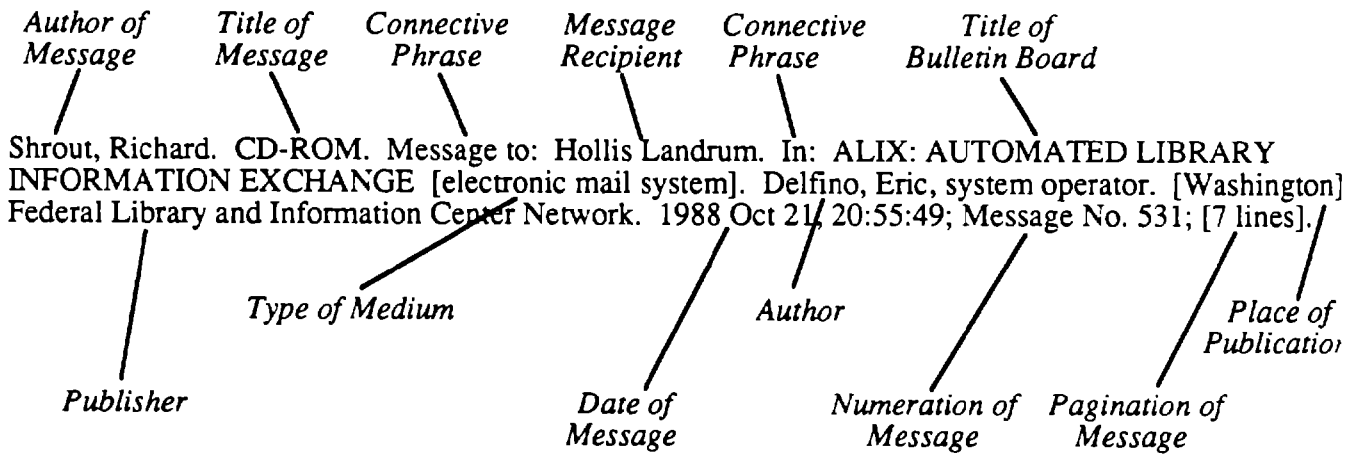 Author of Title of Connective Message Connective Title of
Message Message Phrase Recipient Phrase Bulletin Board
Shrout, Richard. CD-ROM. Message to: Hollis Landrum. In: ALIX: AUTOMATED LIBRARY
INFORMATION EXCHANGE [electronic mail system]. Delfino, Eric, system operator. [Washington]
Federal Library and Information Center Network. 1988 Oct 21, 20:55:49; Message No. 531; [7 lines].
Type of Medium Author Place of
Publication
Publisher Date of Numeration of Pagination of
Message Message Message